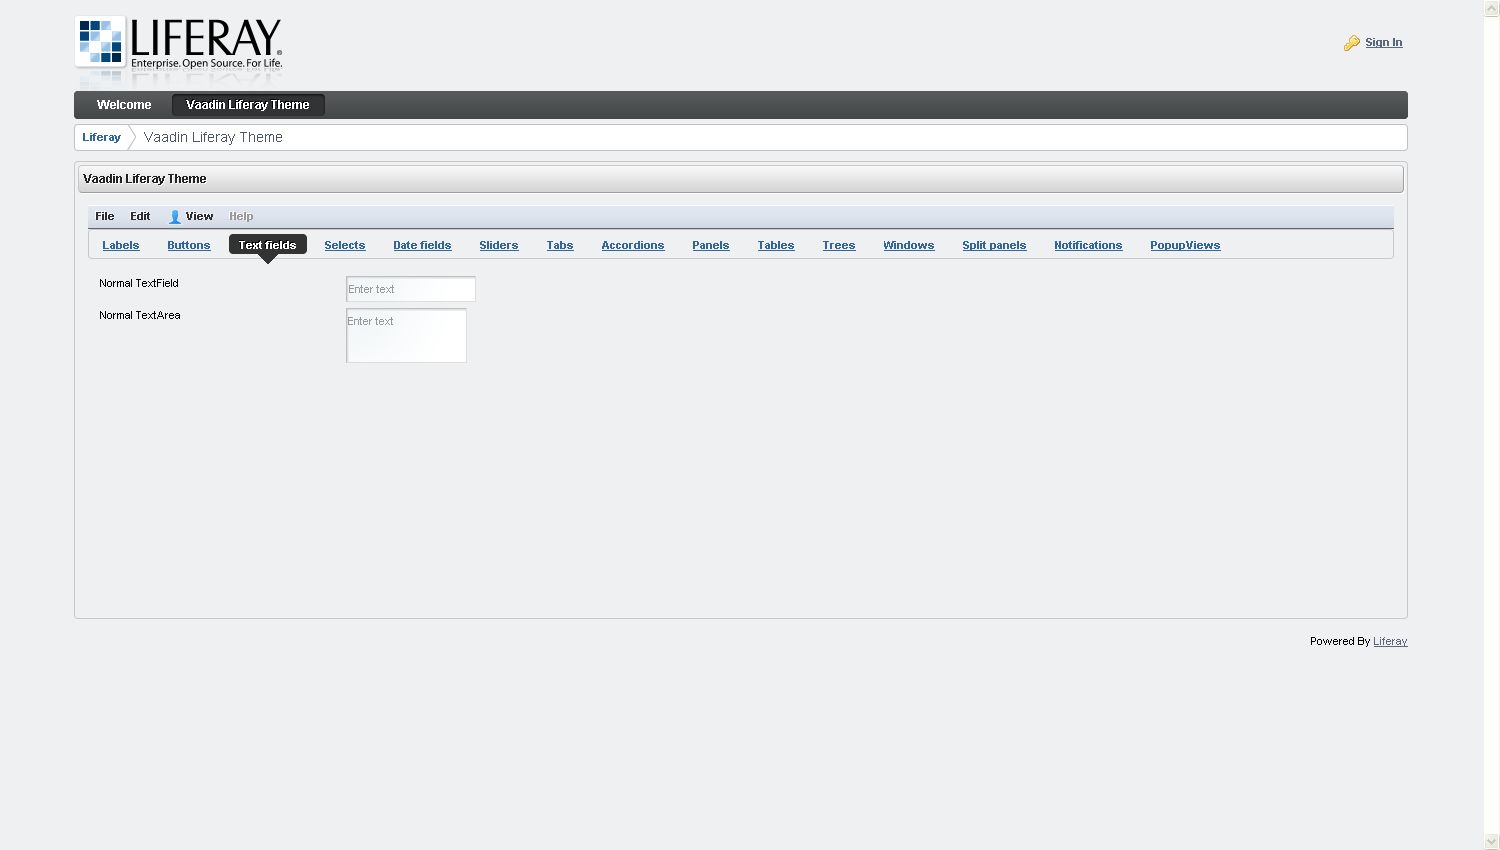 LIFERAY®
Enterprise. Open Source. For Life.
Sign In
Welcome Vaadin Liferay Theme
Liferay Vaadin Liferay Theme
Vaadin Liferay Theme
File Edit View Help
Labels Buttons Text fields Selects Date fields Sliders Tabs Accordions Panels Tables Trees Windows Split panels Notifications PopupViews
Normal TextField Enter text
Normal TextArea Enter text
Powered By Liferay